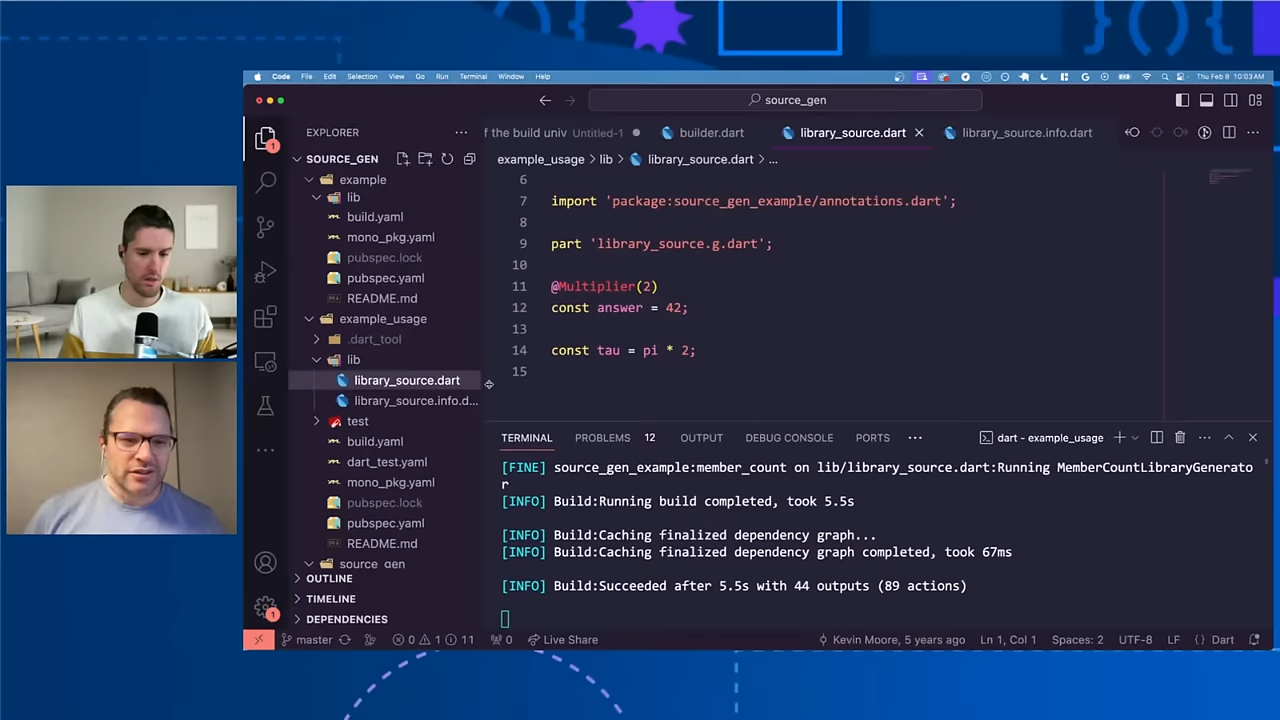 Code File Edit Selection View Go Run Terminal Window Help Thu Feb 8 10:03 AM
source_gen
EXPLORER
f the build univ Untitled-1 builder.dart library_source.dart library_source.info.dart
SOURCE_GEN
example_usage > lib > library_source.dart > ...
example
lib
build.yaml
mono_pkg.yaml
pubspec.lock
pubspec.yaml
README.md
example_usage
.dart_tool
lib
library_source.dart
library_source.info.d...
test
build.yaml
dart_test.yaml
mono_pkg.yaml
pubspec.lock
pubspec.yaml
README.md
source_gen
OUTLINE
TIMELINE
DEPENDENCIES
6
7 import 'package:source_gen_example/annotations.dart';
8
9 part 'library_source.g.dart';
10
11 @Multiplier(2)
12 const answer = 42;
13
14 const tau = pi * 2;
15
TERMINAL PROBLEMS 12 OUTPUT DEBUG CONSOLE PORTS ... dart - example_usage
[FINE] source_gen_example:member_count on lib/library_source.dart:Running MemberCountLibraryGenerato
r
[INFO] Build:Running build completed, took 5.5s
[INFO] Build:Caching finalized dependency graph...
[INFO] Build:Caching finalized dependency graph completed, took 67ms
[INFO] Build:Succeeded after 5.5s with 44 outputs (89 actions)
1
1
master 0 1 11 0 Live Share Kevin Moore, 5 years ago Ln 1, Col 1 Spaces: 2 UTF-8 LF {} Dart